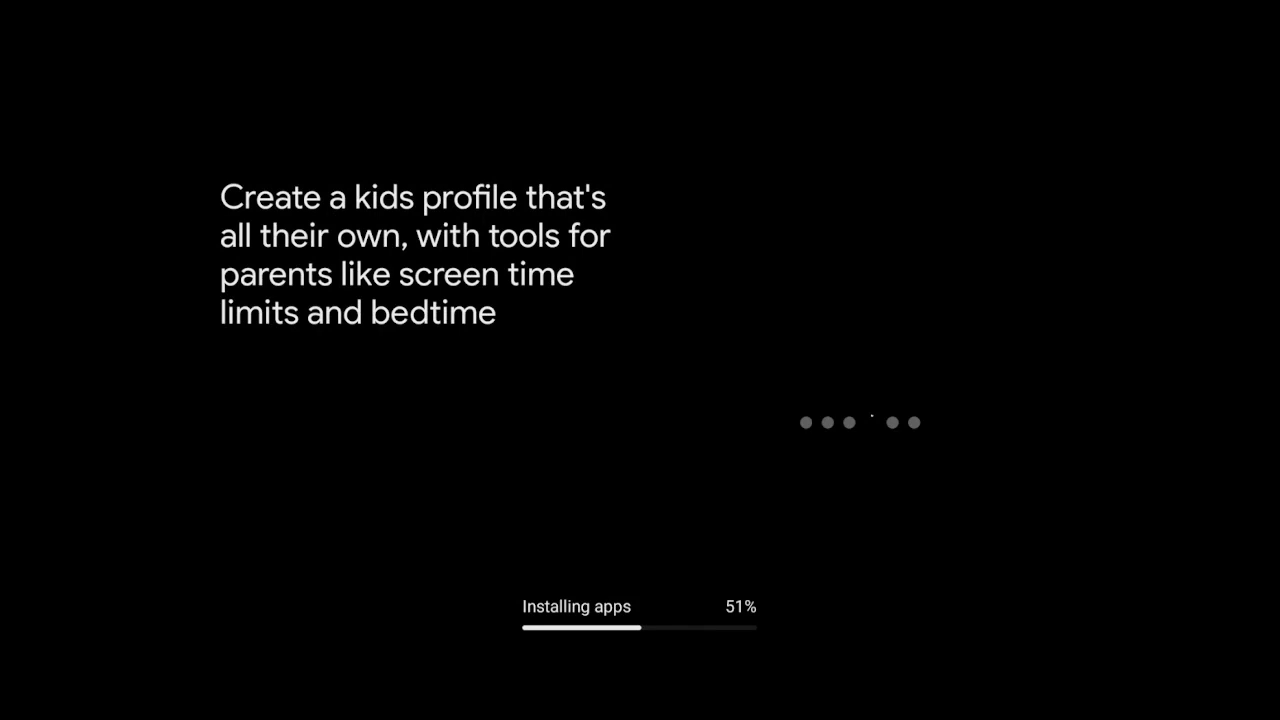 Create a kids profile that's
all their own, with tools for
parents like screen time
limits and bedtime
Installing apps 51%